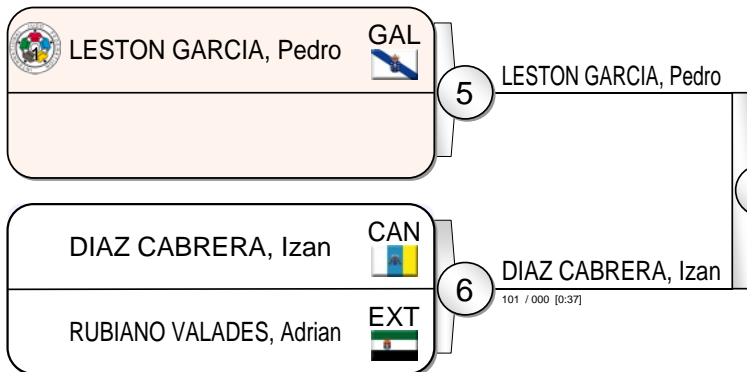 1 LESTON GARCIA, Pedro GAL
5 LESTON GARCIA, Pedro
DIAZ CABRERA, Izan CAN
6 DIAZ CABRERA, Izan
101 / 000 [0:37]
RUBIANO VALADES, Adrian EXT